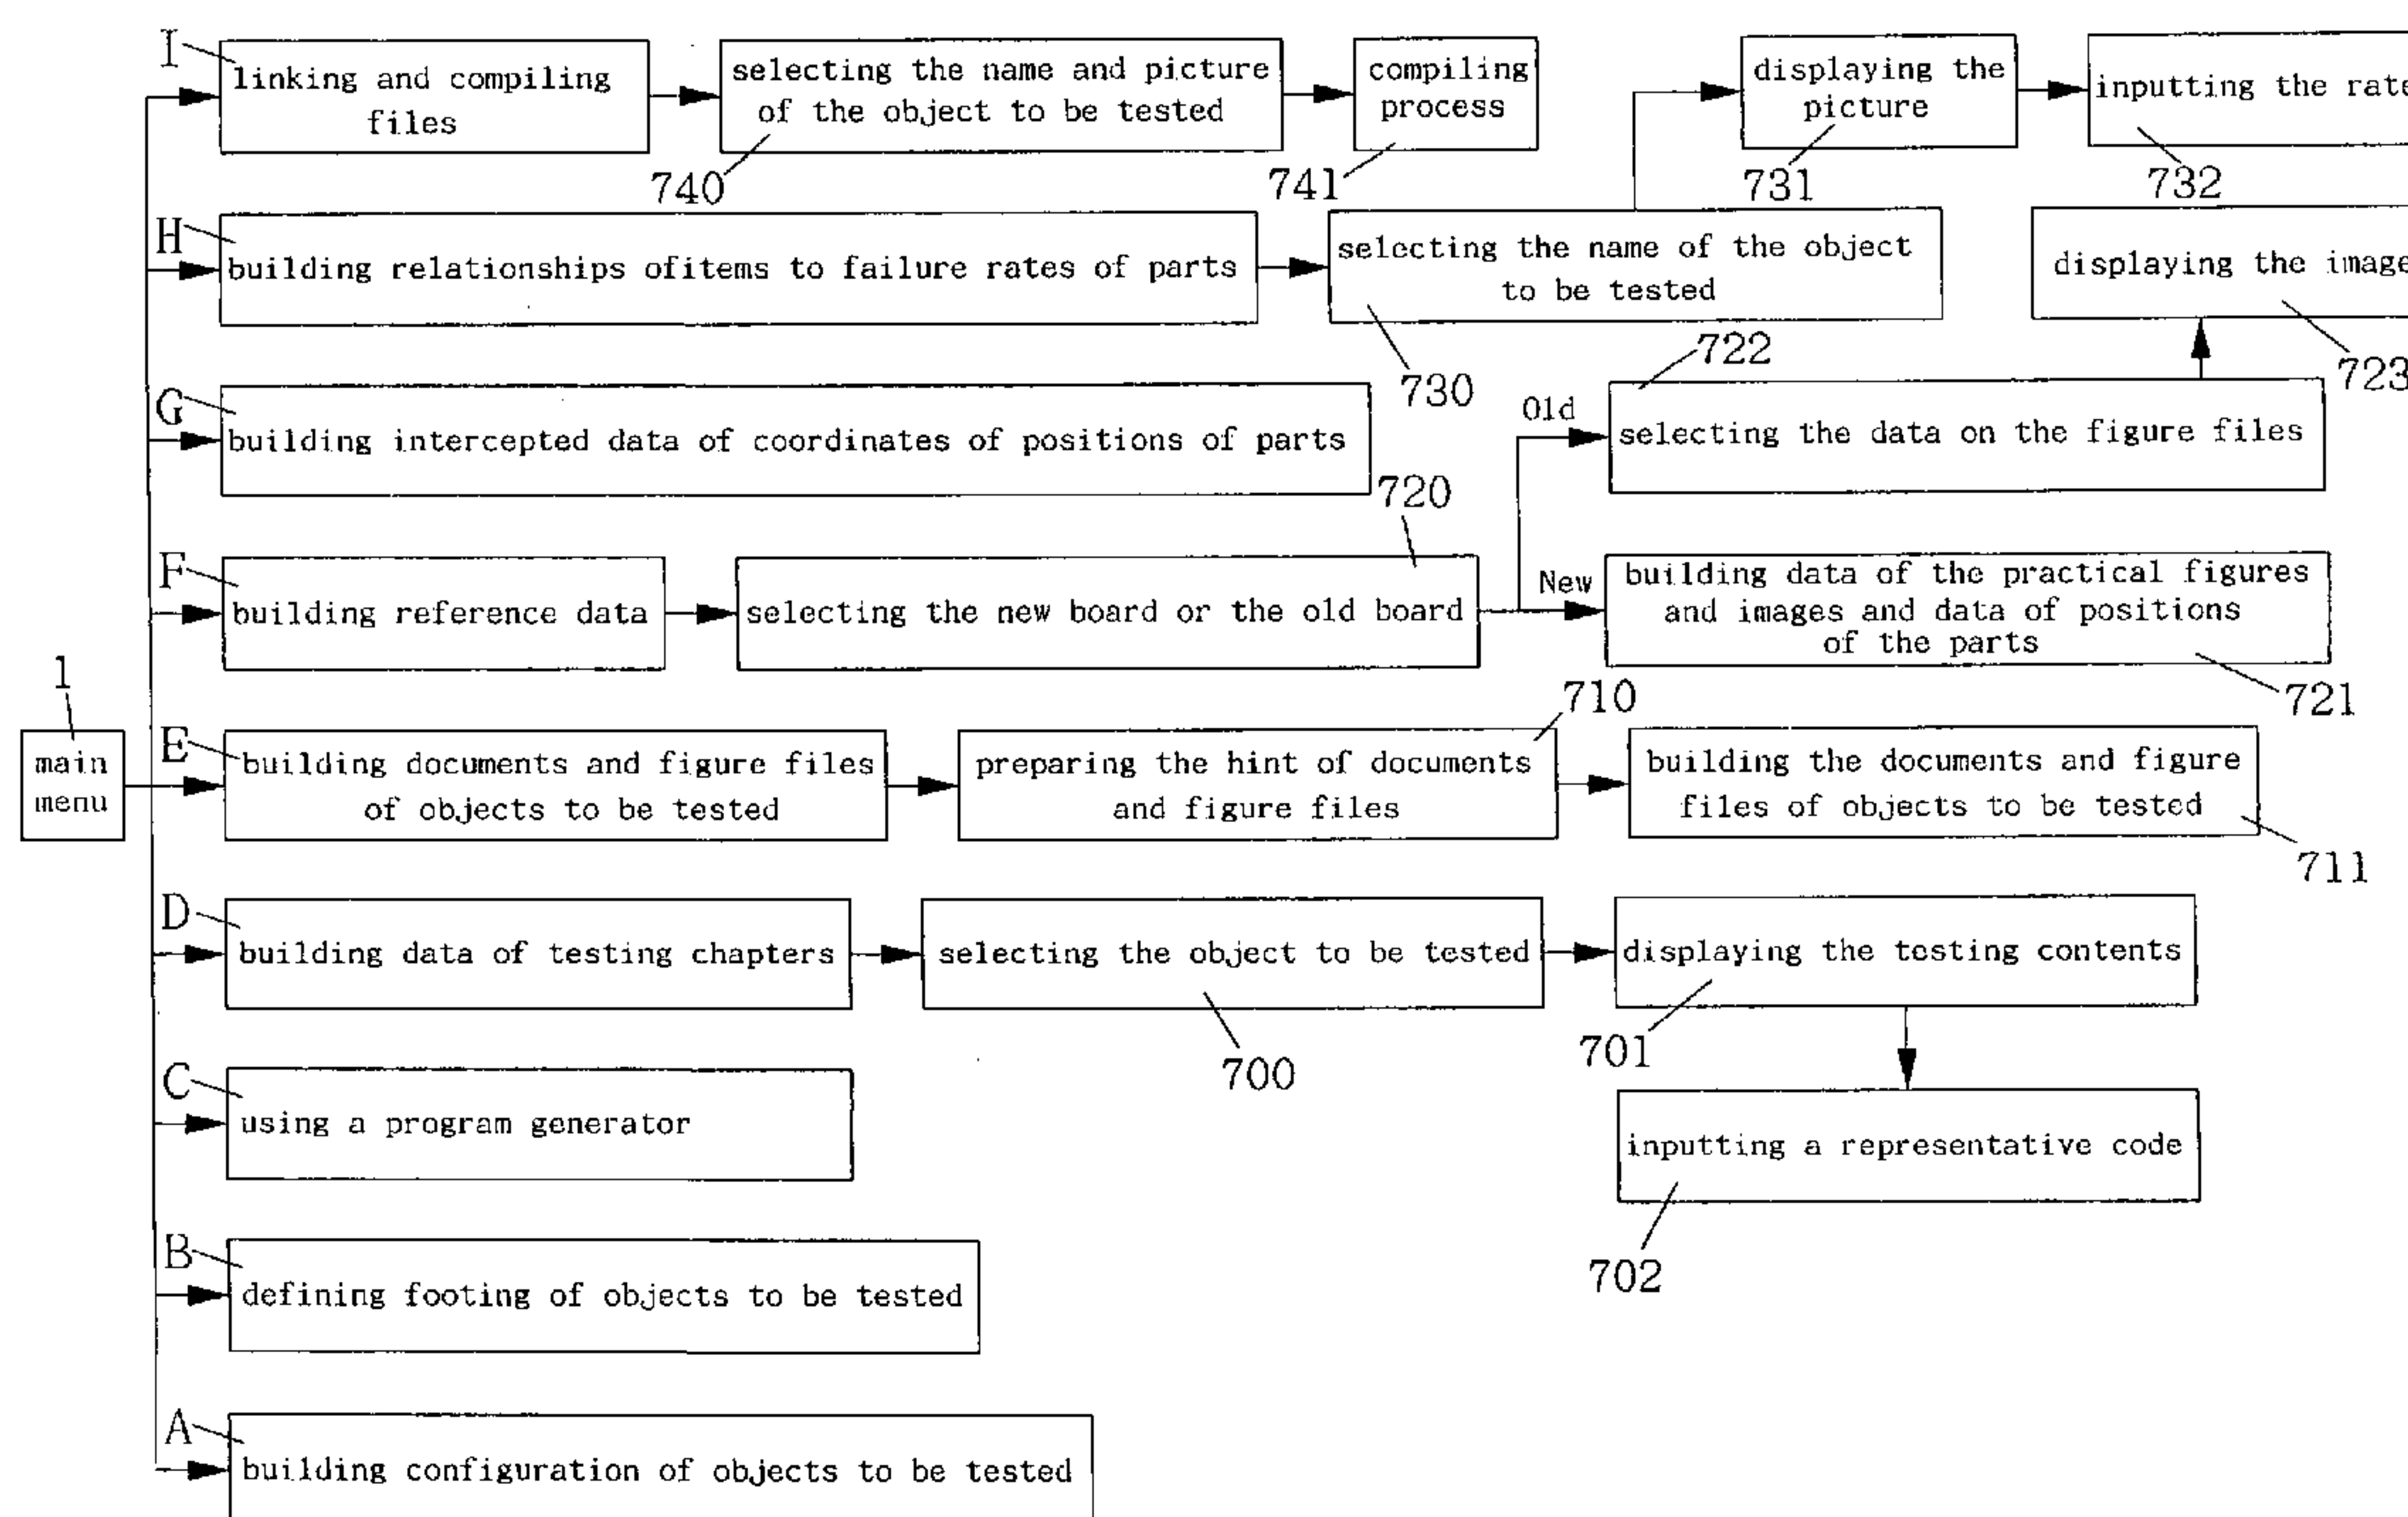 I
linking and compiling
files
selecting the name and picture
of the object to be tested
740
compiling
process
741
displaying the
picture
731
inputting the rate
732
H
building relationships ofitems to failure rates of parts
selecting the name of the object
to be tested
730
displaying the image
723
G
building intercepted data of coordinates of positions of parts
722
Old
selecting the data on the figure files
F
building reference data
720
selecting the new board or the old board
New
building data of the practical figures
and images and data of positions
of the parts
721
1
main
menu
E
building documents and figure files
of objects to be tested
710
preparing the hint of documents
and figure files
building the documents and figure
files of objects to be tested
711
D
building data of testing chapters
selecting the object to be tested
700
displaying the testing contents
701
C
using a program generator
inputting a representative code
702
B
defining footing of objects to be tested
A
building configuration of objects to be tested